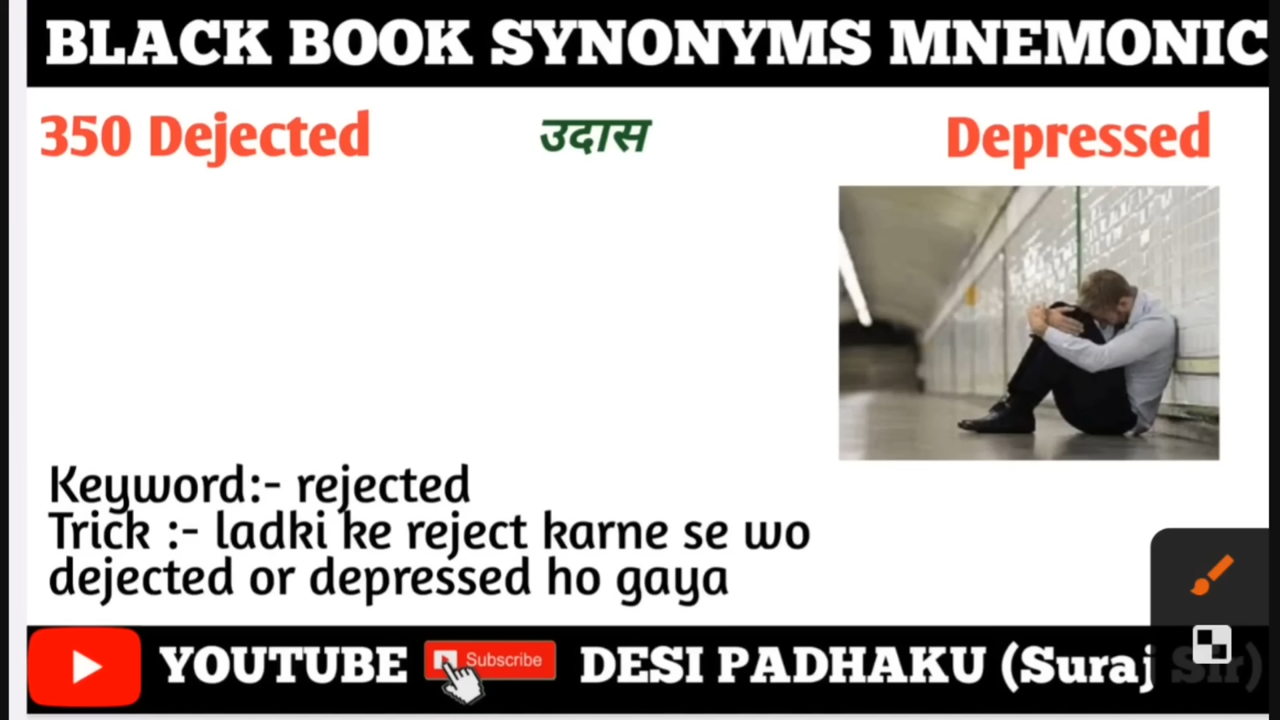 BLACK BOOK SYNONYMS MNEMONIC
350 Dejected उदास Depressed
Keyword:- rejected
Trick :- ladki ke reject karne se wo
dejected or depressed ho gaya
YOUTUBE Subscribe DESI PADHAKU (Suraj Sir)